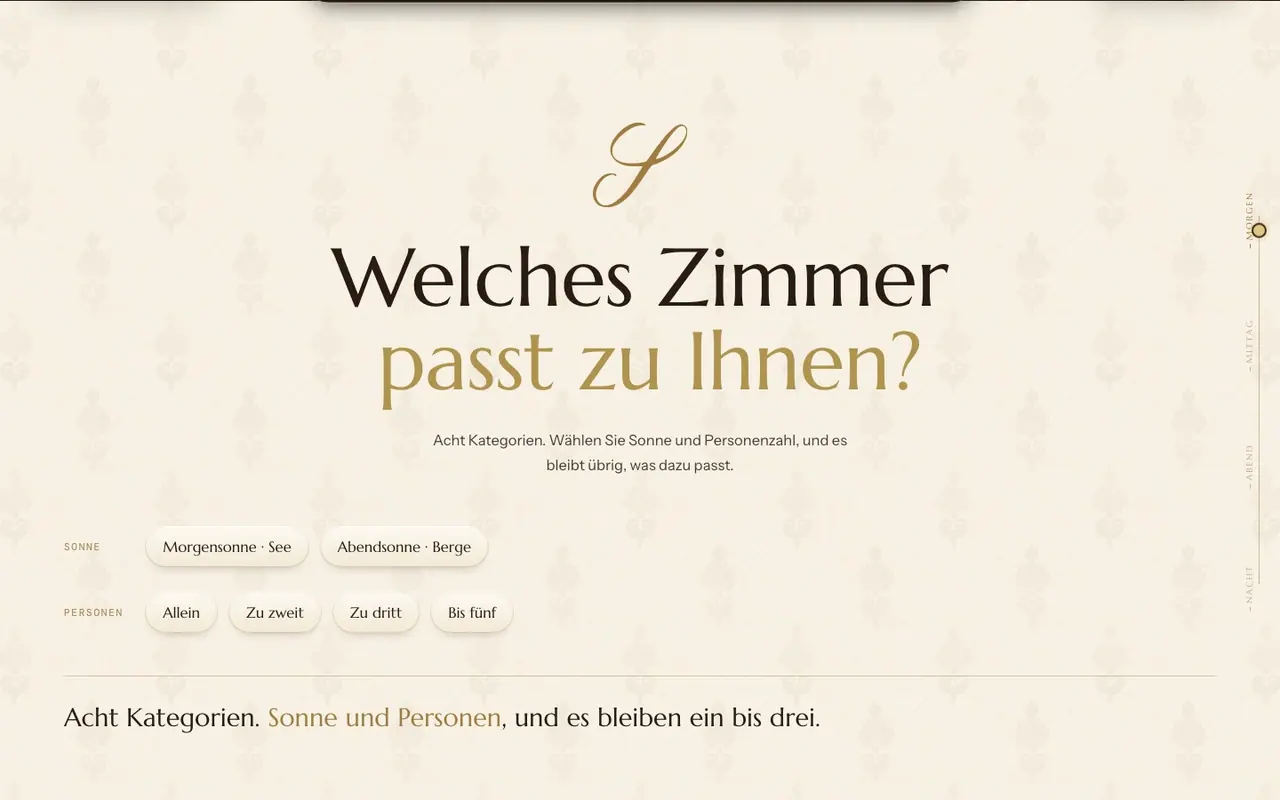 S
Welches Zimmer
passt zu Ihnen?
Acht Kategorien. Wählen Sie Sonne und Personenzahl, und es
bleibt übrig, was dazu passt.
SONNE
Morgensonne · See
Abendsonne · Berge
PERSONEN
Allein
Zu zweit
Zu dritt
Bis fünf
Acht Kategorien. Sonne und Personen, und es bleiben ein bis drei.
– MORGEN
– MITTAG
– ABEND
– NACHT